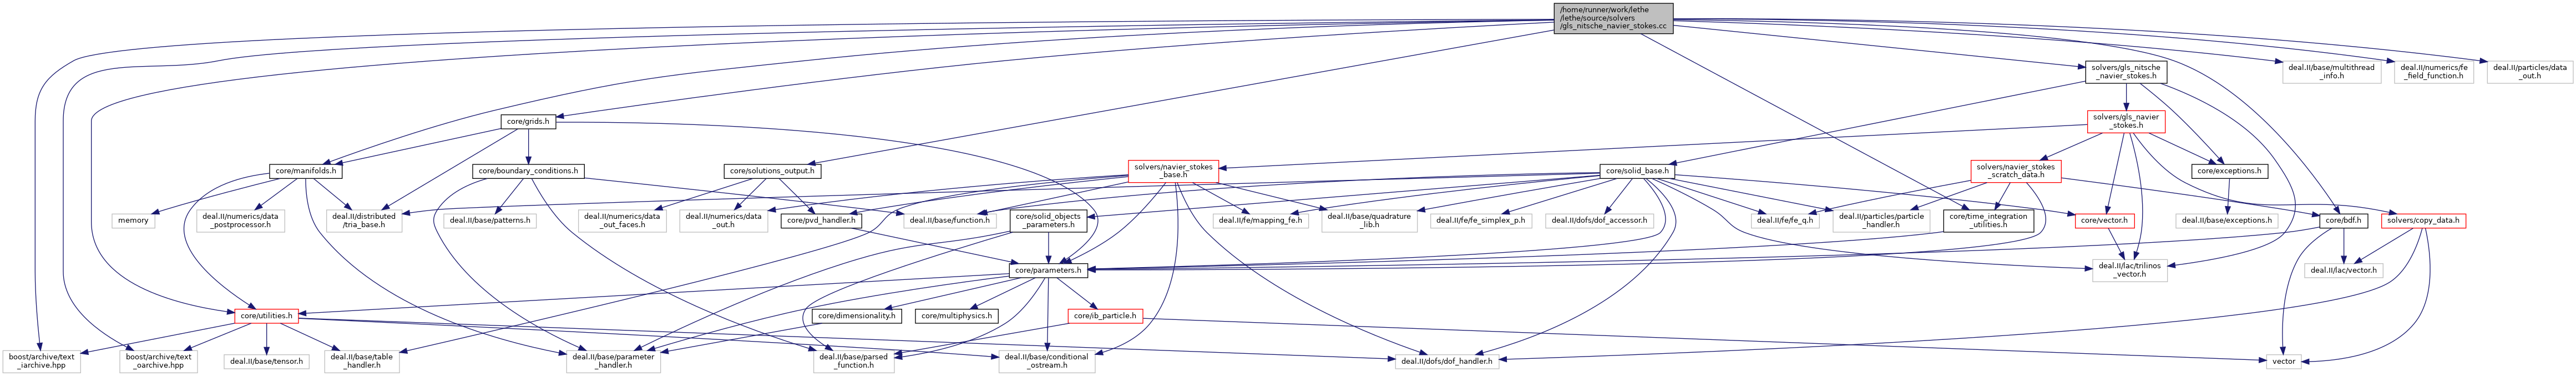 /home/runner/work/lethe
/lethe/source/solvers
/gls_nitsche_navier_stokes.cc
solvers/gls_nitsche
_navier_stokes.h
deal.II/base/multithread
_info.h
deal.II/numerics/fe
_field_function.h
deal.II/particles/data
_out.h
core/grids.h
solvers/gls_navier
_stokes.h
core/manifolds.h
core/boundary_conditions.h
core/solutions_output.h
solvers/navier_stokes
_base.h
core/solid_base.h
solvers/navier_stokes
_scratch_data.h
core/exceptions.h
memory
deal.II/numerics/data
_postprocessor.h
deal.II/distributed
/tria_base.h
deal.II/base/patterns.h
deal.II/numerics/data
_out_faces.h
deal.II/numerics/data
_out.h
core/pvd_handler.h
deal.II/base/function.h
core/solid_objects
_parameters.h
deal.II/fe/mapping_fe.h
deal.II/base/quadrature
_lib.h
deal.II/fe/fe_simplex_p.h
deal.II/dofs/dof_accessor.h
deal.II/fe/fe_q.h
deal.II/particles/particle
_handler.h
core/time_integration
_utilities.h
core/vector.h
deal.II/base/exceptions.h
core/bdf.h
solvers/copy_data.h
core/parameters.h
deal.II/lac/trilinos
_vector.h
deal.II/lac/vector.h
core/utilities.h
core/dimensionality.h
core/multiphysics.h
core/ib_particle.h
boost/archive/text
_iarchive.hpp
boost/archive/text
_oarchive.hpp
deal.II/base/tensor.h
deal.II/base/table
_handler.h
deal.II/base/parameter
_handler.h
deal.II/base/parsed
_function.h
deal.II/base/conditional
_ostream.h
deal.II/dofs/dof_handler.h
vector